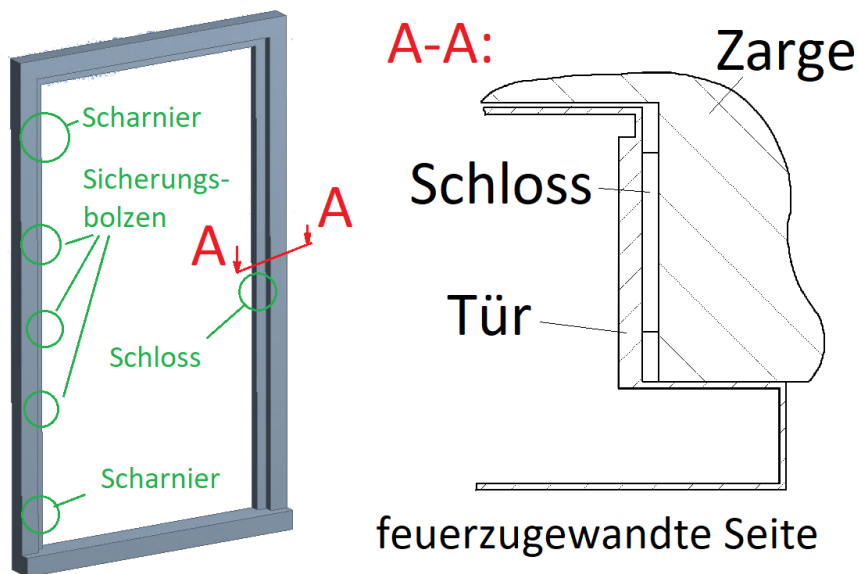 Scharnier
Sicherungs-
bolzen
A
A
Schloss
Scharnier
A-A:
Zarge
Schloss
Tür
feuerzugewandte Seite